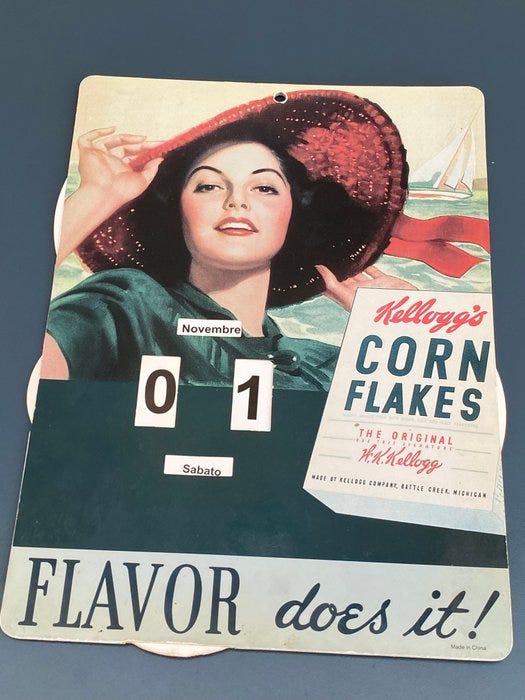 Novembre
0 1
Sabato
Kellogg's
CORN
FLAKES
THE ORIGINAL
H.K.Kellogg
MADE BY KELLOGG COMPANY, BATTLE CREEK, MICHIGAN
FLAVOR does it!
Made in China